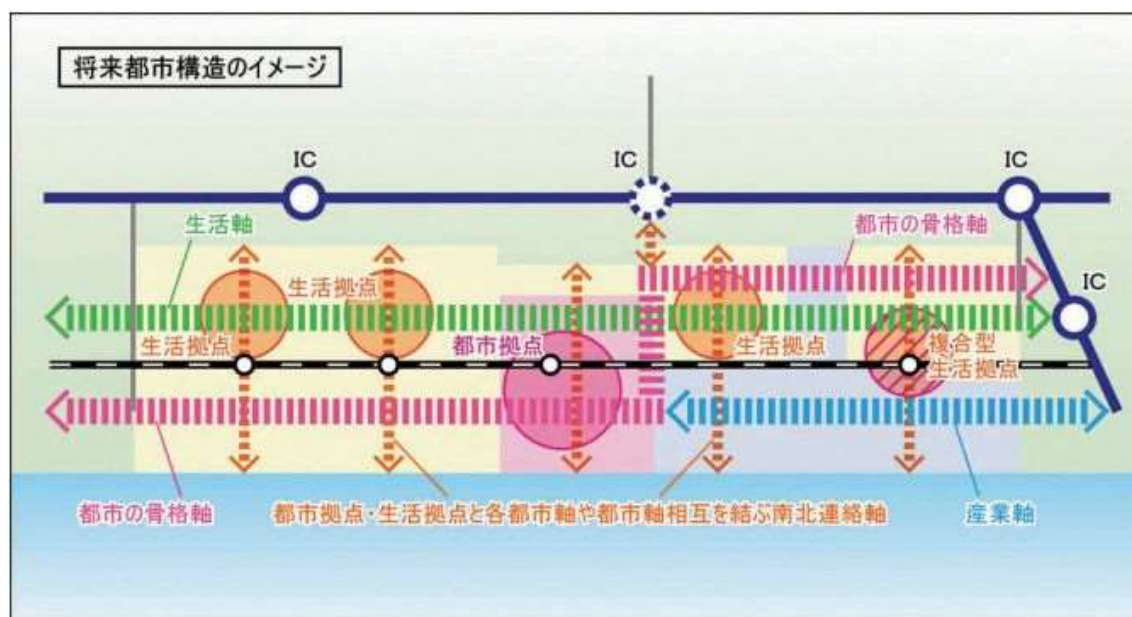 将来都市構造のイメージ
IC
IC
IC
生活軸
都市の骨格軸
生活拠点
IC
生活拠点
都市拠点
生活拠点
複合型
生活拠点
都市の骨格軸
都市拠点・生活拠点と各都市軸や都市軸相互を結ぶ南北連絡軸
産業軸